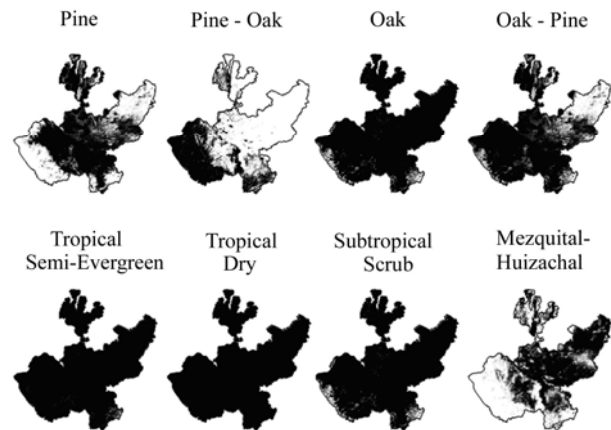 Pine
Pine - Oak
Oak
Oak - Pine
Tropical
Semi-Evergreen
Tropical
Dry
Subtropical
Scrub
Mezquital-
Huizachal